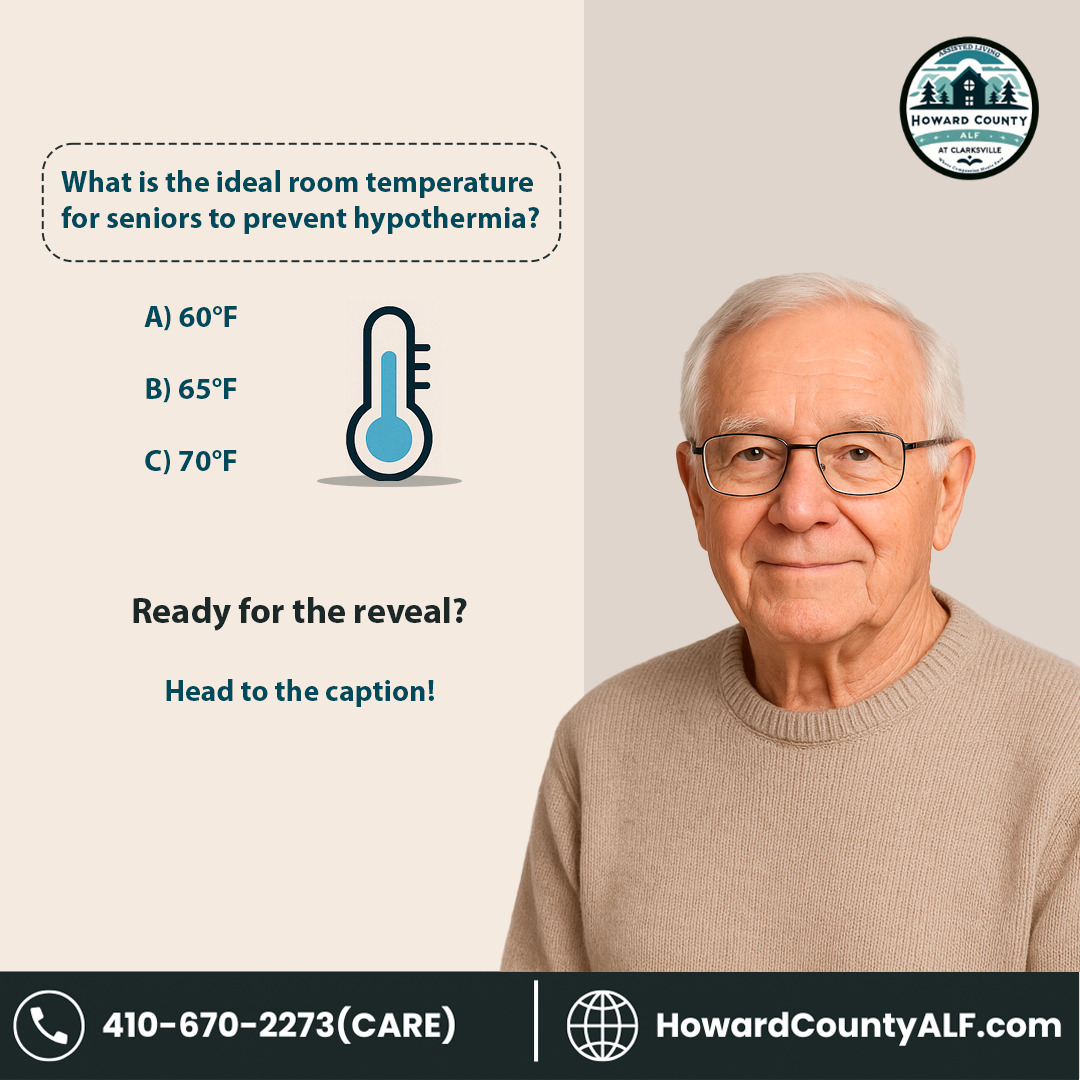 ASSISTED LIVING
HOWARD COUNTY
ALF
AT CLARKSVILLE
What is the ideal room temperature
for seniors to prevent hypothermia?
A) 60°F
B) 65°F
C) 70°F
Ready for the reveal?
Head to the caption!
410-670-2273(CARE)
HowardCountyALF.com